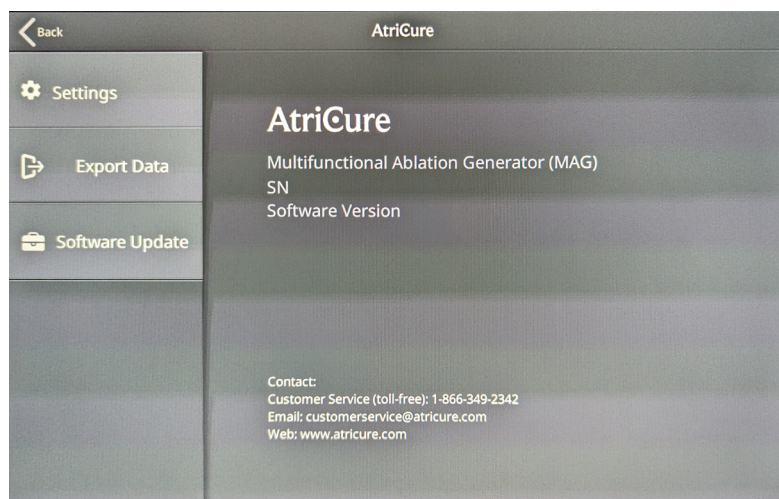 Back
AtriCure
Settings
Export Data
Software Update
AtriCure
Multifunctional Ablation Generator (MAG)
SN
Software Version
Contact:
Customer Service (toll-free): 1-866-349-2342
Email: customerservice@atricure.com
Web: www.atricure.com